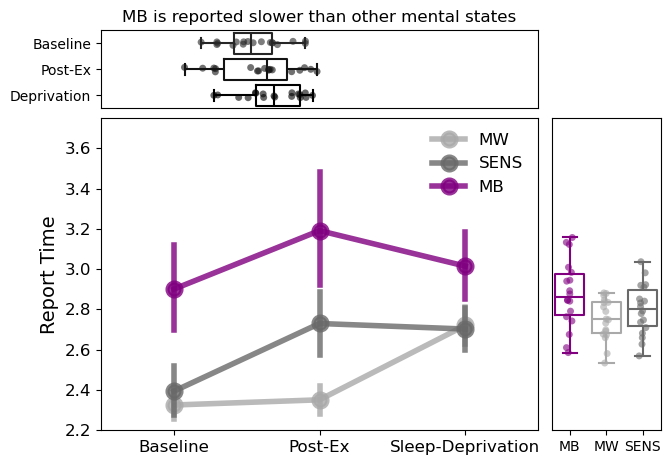 MB is reported slower than other mental states
Baseline
Post-Ex
Deprivation
3.6
3.4
3.2
3.0
2.8
2.6
2.4
2.2
Report Time
MW
SENS
MB
Baseline
Post-Ex
Sleep-Deprivation
MB
MW
SENS